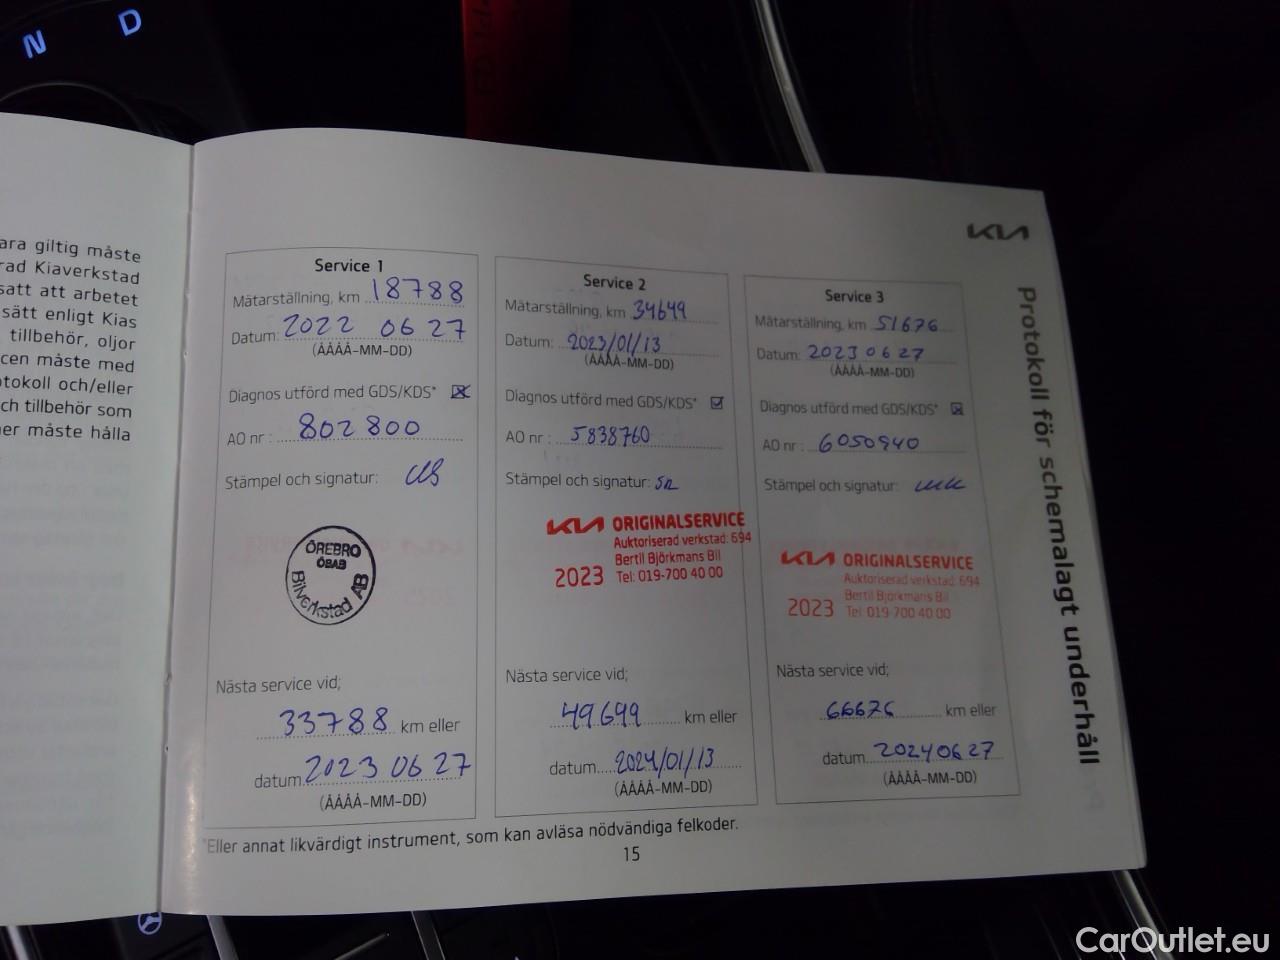 N D
ara giltig måste
rad Kiaverkstad
satt att arbetet
sätt enligt Kias
tillbehör, oljor
cen måste med
otokoll och/eller
ch tillbehör som
ner måste hålla
KIA
Protokoll för schemalagt underhåll
Service 1
Mätarställning, km 18788
Datum: 2022 06 27
(ÅÅÅÅ-MM-DD)
Diagnos utförd med GDS/KDS*
AO nr : 802800
Stämpel och signatur:
ÖREBRO
ÖBAB
Bilverkstad AB
Nästa service vid;
33788 km eller
datum 2023 06 27
(ÅÅÅÅ-MM-DD)
Service 2
Mätarställning, km 34649
Datum: 2023/01/13
(ÅÅÅÅ-MM-DD)
Diagnos utförd med GDS/KDS*
AO nr : 5838760
Stämpel och signatur:
KIA ORIGINALSERVICE
Auktoriserad verkstad: 694
Bertil Björkmans Bil
2023 Tel: 019-700 40 00
Nästa service vid;
49699 km eller
datum 2024/01/13
(ÅÅÅÅ-MM-DD)
Service 3
Mätarställning, km 51676
Datum: 2023 06 27
(ÅÅÅÅ-MM-DD)
Diagnos utförd med GDS/KDS*
AO nr : 6050940
Stämpel och signatur:
KIA ORIGINALSERVICE
Auktoriserad verkstad: 694
Bertil Björkmans Bil
2023 Tel: 019-700 40 00
Nästa service vid;
66676 km eller
datum 2024 06 27
(ÅÅÅÅ-MM-DD)
*Eller annat likvärdigt instrument, som kan avläsa nödvändiga felkoder.
15
CarOutlet.eu